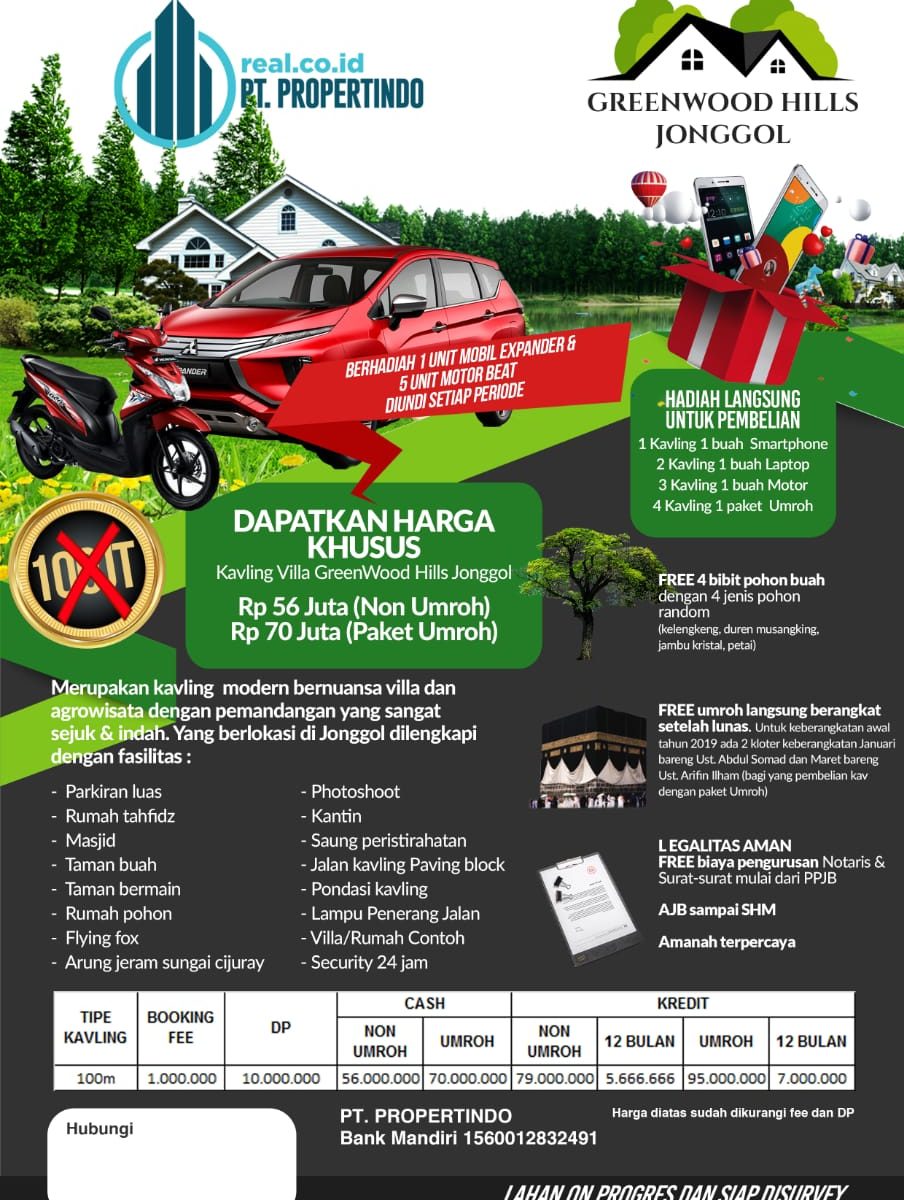 real.co.id
PT. PROPERTINDO
GREENWOOD HILLS
JONGGOL
BERHADIAH 1 UNIT MOBIL EXPANDER &
5 UNIT MOTOR BEAT
DIUNDI SETIAP PERIODE
HADIAH LANGSUNG
UNTUK PEMBELIAN
1 Kavling 1 buah Smartphone
2 Kavling 1 buah Laptop
3 Kavling 1 buah Motor
4 Kavling 1 paket Umroh
100JT
DAPATKAN HARGA
KHUSUS
Kavling Villa GreenWood Hills Jonggol
Rp 56 Juta (Non Umroh)
Rp 70 Juta (Paket Umroh)
FREE 4 bibit pohon buah
dengan 4 jenis pohon
random
(kelengkeng, duren musangking,
jambu kristal, petai)
Merupakan kavling modern bernuansa villa dan
agrowisata dengan pemandangan yang sangat
sejuk & indah. Yang berlokasi di Jonggol dilengkapi
dengan fasilitas :
- Parkiran luas
- Rumah tahfidz
- Masjid
- Taman buah
- Taman bermain
- Rumah pohon
- Flying fox
- Arung jeram sungai cijuray
- Photoshoot
- Kantin
- Saung peristirahatan
- Jalan kavling Paving block
- Pondasi kavling
- Lampu Penerang Jalan
- Villa/Rumah Contoh
- Security 24 jam
FREE umroh langsung berangkat
setelah lunas. Untuk keberangkatan awal
tahun 2019 ada 2 kloter keberangkatan Januari
bareng Ust. Abdul Somad dan Maret bareng
Ust. Arifin Ilham (bagi yang pembelian kav
dengan paket Umroh)
L EGALITAS AMAN
FREE biaya pengurusan Notaris &
Surat-surat mulai dari PPJB
AJB sampai SHM
Amanah terpercaya
TIPE KAVLING BOOKING FEE DP CASH KREDIT
NON UMROH UMROH NON UMROH 12 BULAN UMROH 12 BULAN
100m 1.000.000 10.000.000 56.000.000 70.000.000 79.000.000 5.666.666 95.000.000 7.000.000
Hubungi
PT. PROPERTINDO
Bank Mandiri 1560012832491
Harga diatas sudah dikurangi fee dan DP
LAHAN ON PROGRES DAN SIAP DISURVEY